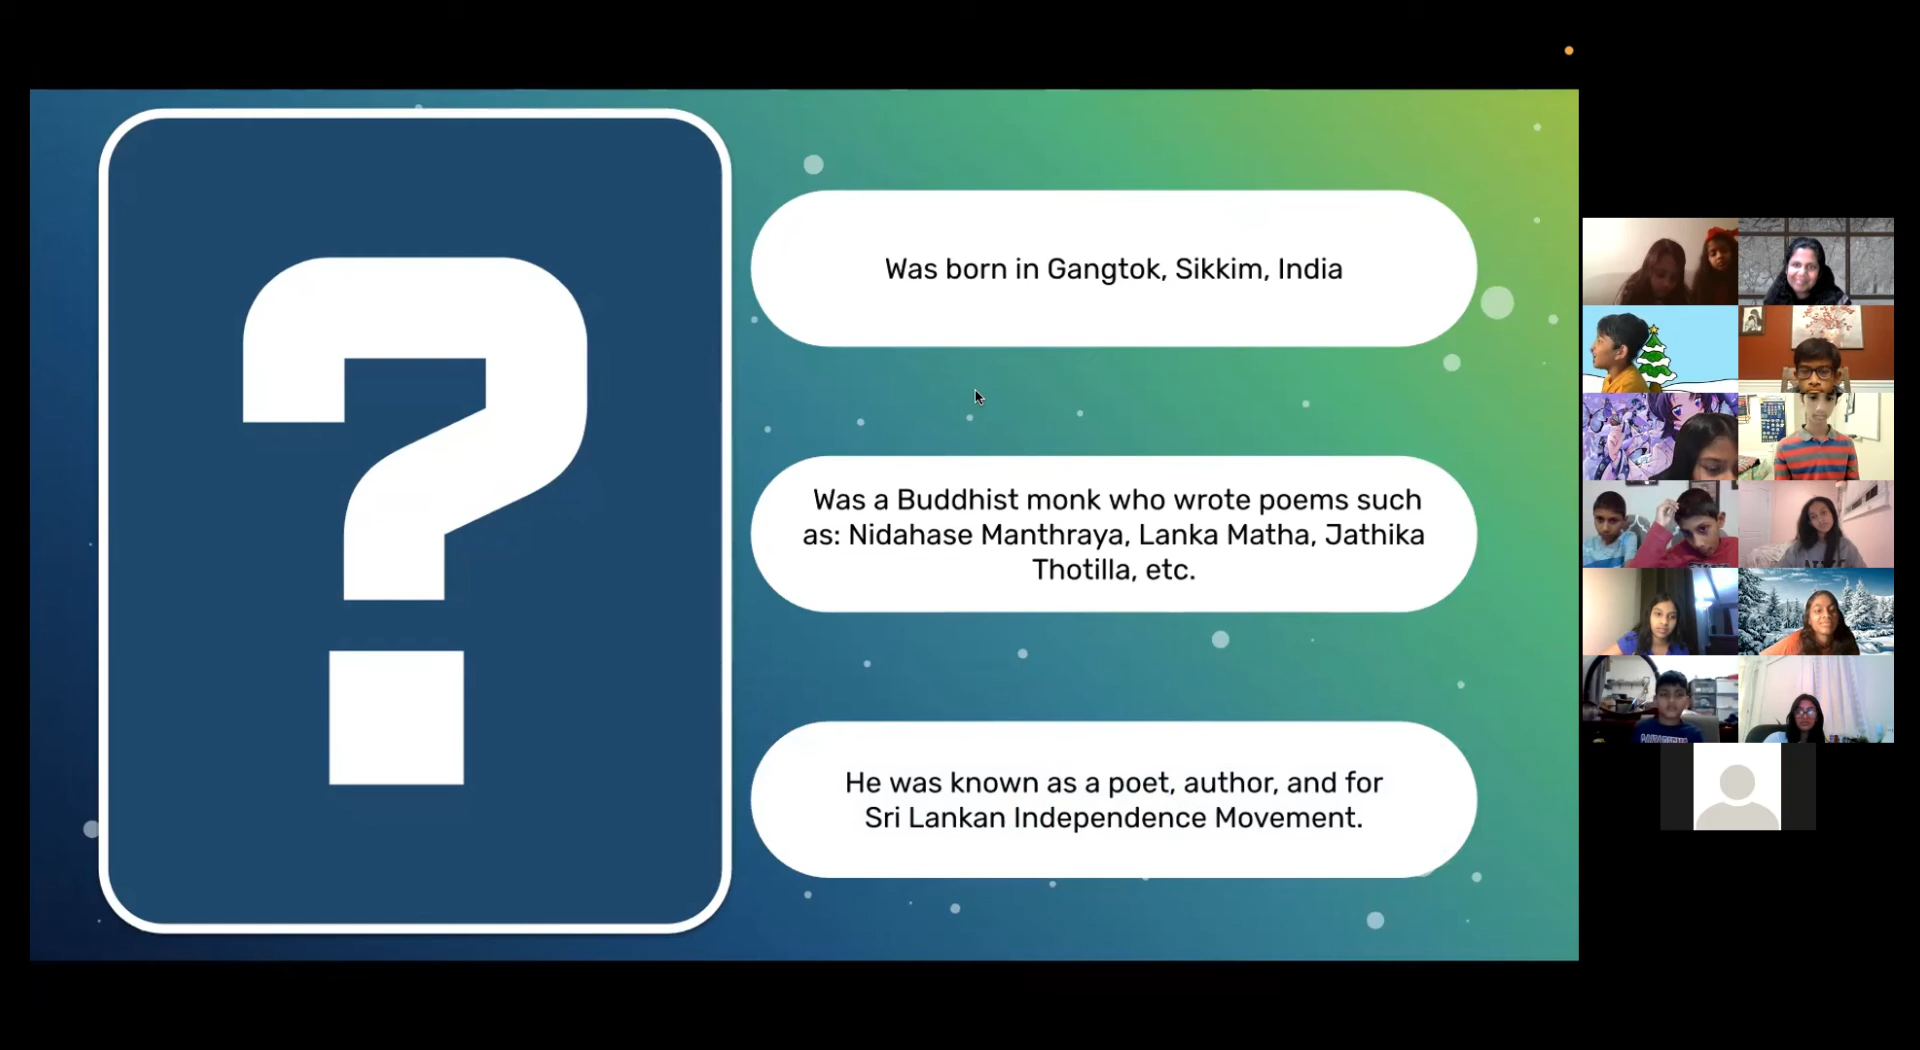 Was born in Gangtok, Sikkim, India
Was a Buddhist monk who wrote poems such
as: Nidahase Manthraya, Lanka Matha, Jathika
Thotilla, etc.
He was known as a poet, author, and for
Sri Lankan Independence Movement.